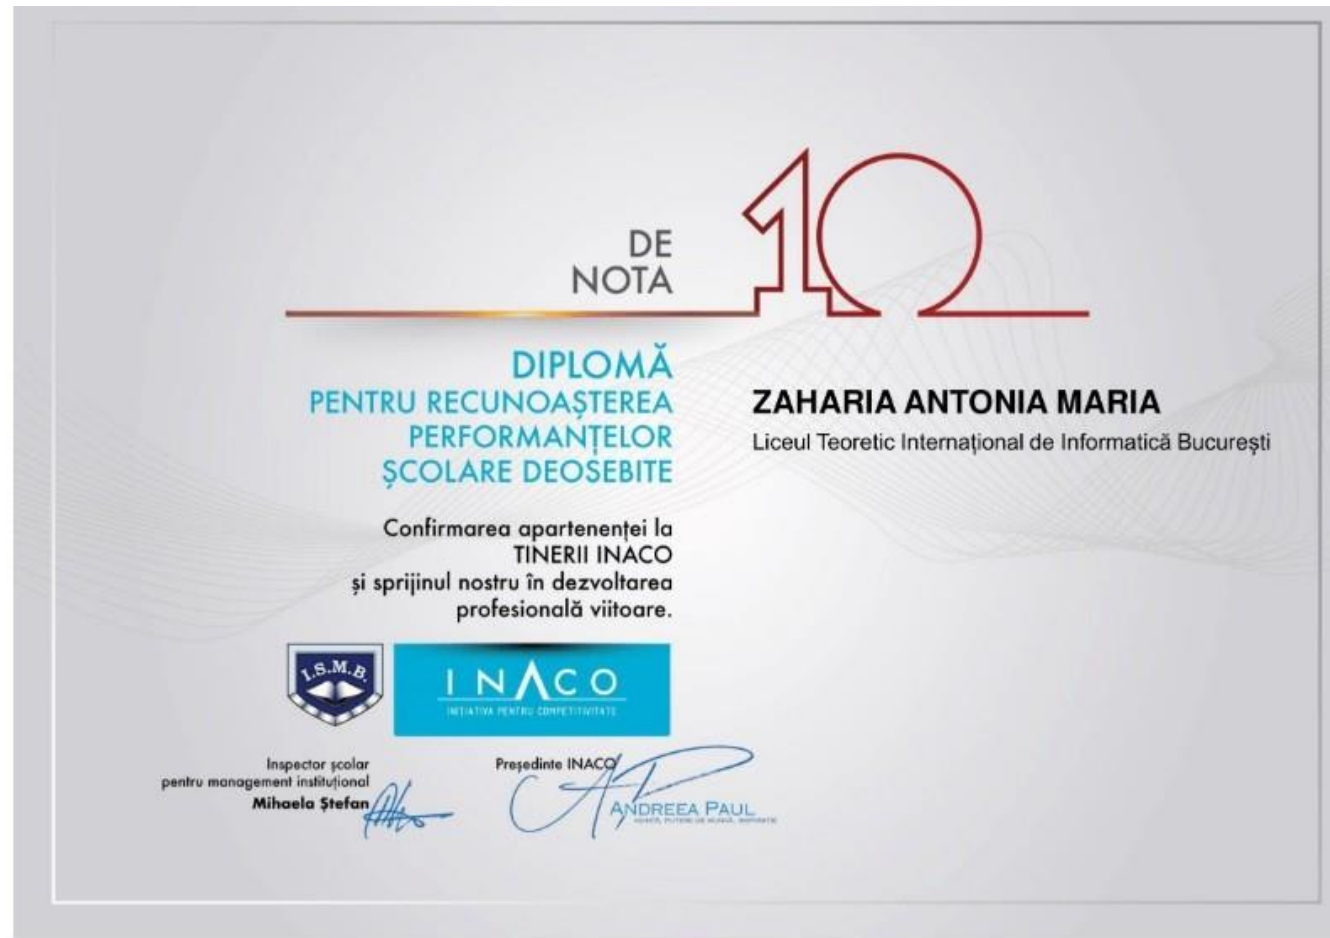 DE
NOTA
10
DIPLOMĂ
PENTRU RECUNOAȘTEREA
PERFORMANȚELOR
ȘCOLARE DEOSEBITE
ZAHARIA ANTONIA MARIA
Liceul Teoretic Internațional de Informatică București
Confirmarea apartenenței la
TINERII INACO
și sprijinul nostru în dezvoltarea
profesională viitoare.
I.S.M.B.
INACO
INIȚIATIVA PENTRU COMPETITIVITATE
Inspector școlar
pentru management instituțional
Mihaela Ștefan
Președinte INACO
ANDREEA PAUL